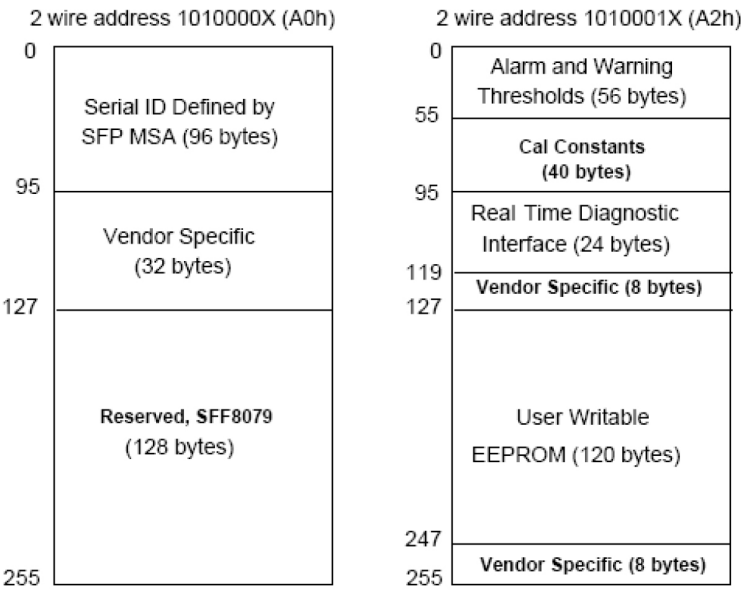 2 wire address 1010000X (A0h)
0
Serial ID Defined by
SFP MSA (96 bytes)
95
Vendor Specific
(32 bytes)
127
Reserved, SFF8079
(128 bytes)
255
2 wire address 1010001X (A2h)
0
Alarm and Warning
Thresholds (56 bytes)
55
Cal Constants
(40 bytes)
95
Real Time Diagnostic
Interface (24 bytes)
119
Vendor Specific (8 bytes)
127
User Writable
EEPROM (120 bytes)
247
Vendor Specific (8 bytes)
255